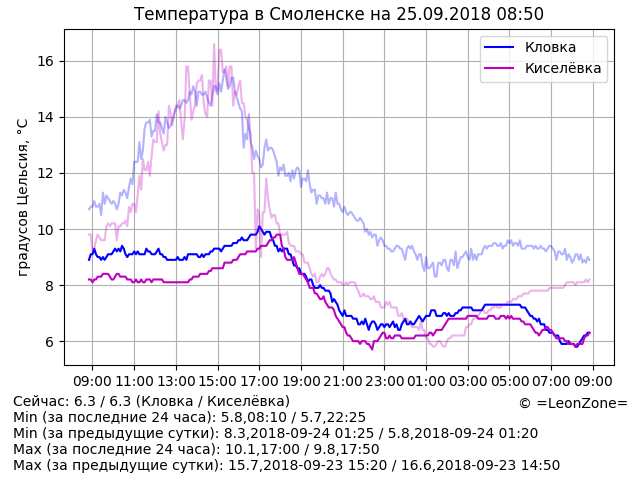 Температура в Смоленске на 25.09.2018 08:50
Кловка
Киселёвка
градусов Цельсия, °C
16
14
12
10
8
6
09:00 11:00 13:00 15:00 17:00 19:00 21:00 23:00 01:00 03:00 05:00 07:00 09:00
Сейчас: 6.3 / 6.3 (Кловка / Киселёвка)
© =LeonZone=
Min (за последние 24 часа): 5.8,08:10 / 5.7,22:25
Min (за предыдущие сутки): 8.3,2018-09-24 01:25 / 5.8,2018-09-24 01:20
Max (за последние 24 часа): 10.1,17:00 / 9.8,17:50
Max (за предыдущие сутки): 15.7,2018-09-23 15:20 / 16.6,2018-09-23 14:50